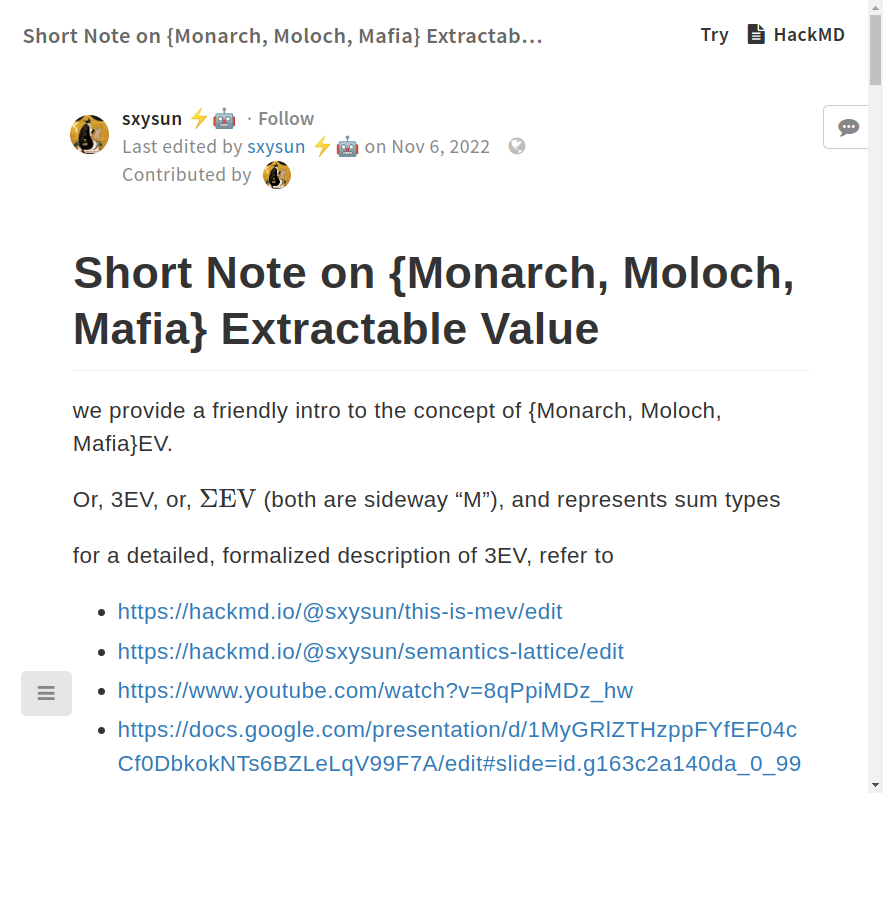 Short Note on {Monarch, Moloch, Mafia} Extractab…
Try HackMD
sxysun ⚡🤖 · Follow
Last edited by sxysun ⚡🤖 on Nov 6, 2022
Contributed by
Short Note on {Monarch, Moloch,
Mafia} Extractable Value
we provide a friendly intro to the concept of {Monarch, Moloch,
Mafia}EV.
Or, 3EV, or, ΣEV (both are sideway “M”), and represents sum types
for a detailed, formalized description of 3EV, refer to
https://hackmd.io/@sxysun/this-is-mev/edit
https://hackmd.io/@sxysun/semantics-lattice/edit
https://www.youtube.com/watch?v=8qPpiMDz_hw
https://docs.google.com/presentation/d/1MyGRlZTHzppFYfEF04c
Cf0DbkokNTs6BZLeLqV99F7A/edit#slide=id.g163c2a140da_0_99